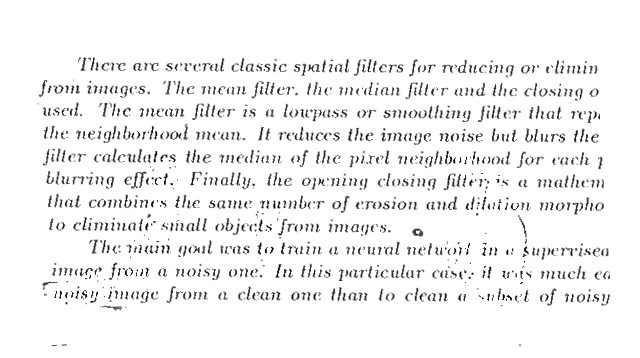 There are several classic spatial filters for reducing or elimin
from images. The mean filter, the median filter and the closing o
used. The mean filter is a lowpass or smoothing filter that repl
the neighborhood mean. It reduces the image noise but blurs the
filter calculates the median of the pixel neighborhood for each p
blurring effect. Finally, the opening closing filter is a mathem
that combines the same number of erosion and dilation morpho
to eliminate small objects from images.
The main goal was to train a neural network in a supervised
image from a noisy one. In this particular case, it was much ea
noisy image from a clean one than to clean a subset of noisy